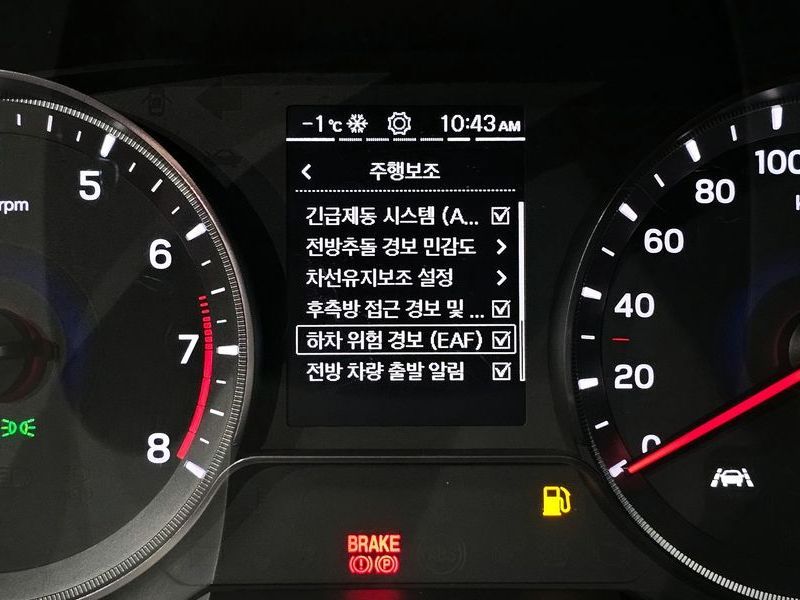 -1℃ 10:43 AM
< 주행보조
긴급제동 시스템 (A...
전방추돌 경보 민감도 >
차선유지보조 설정 >
후측방 접근 경보 및 ...
하차 위험 경보 (EAF)
전방 차량 출발 알림
rpm
5
6
7
8
100
80
60
40
20
0
BRAKE
(!) (P)